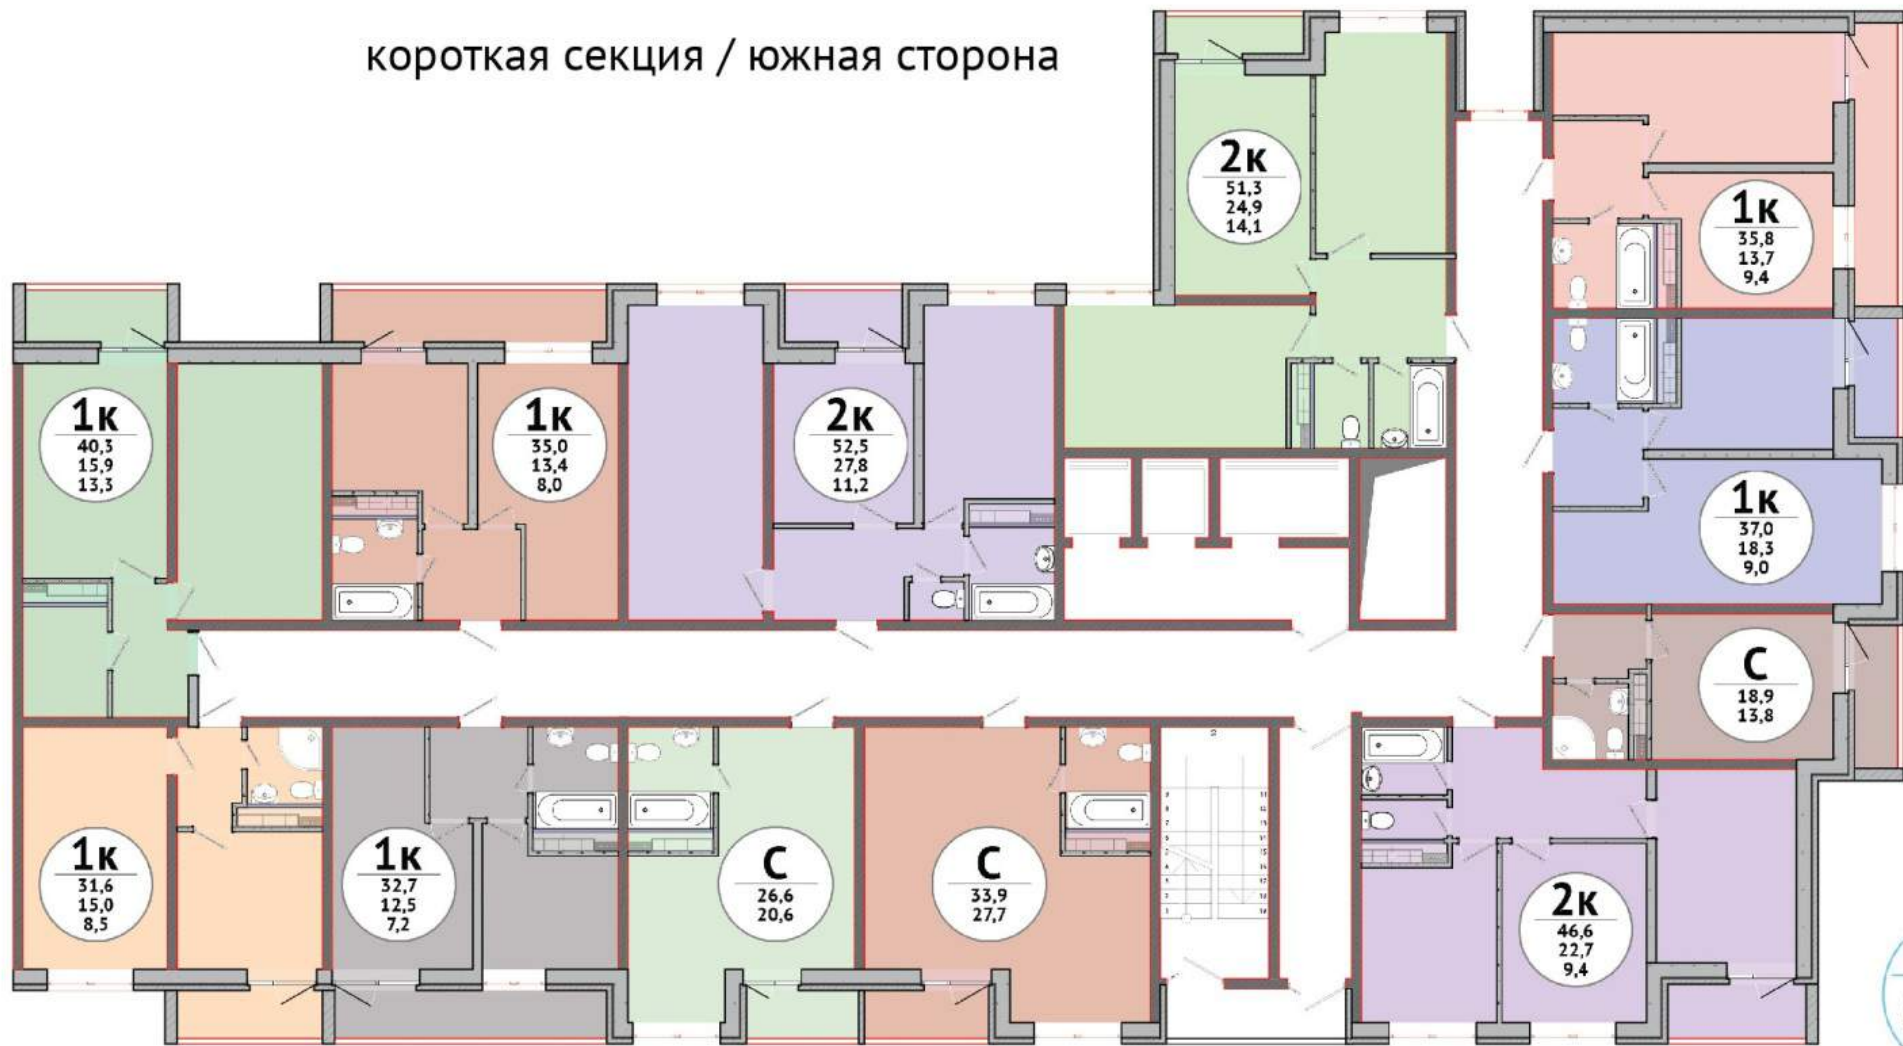 короткая секция / южная сторона
2к
51,3
24,9
14,1
1к
35,8
13,7
9,4
1к
40,3
15,9
13,3
1к
35,0
13,4
8,0
2к
52,5
27,8
11,2
1к
37,0
18,3
9,0
С
18,9
13,8
1к
31,6
15,0
8,5
1к
32,7
12,5
7,2
С
26,6
20,6
С
33,9
27,7
2к
46,6
22,7
9,4